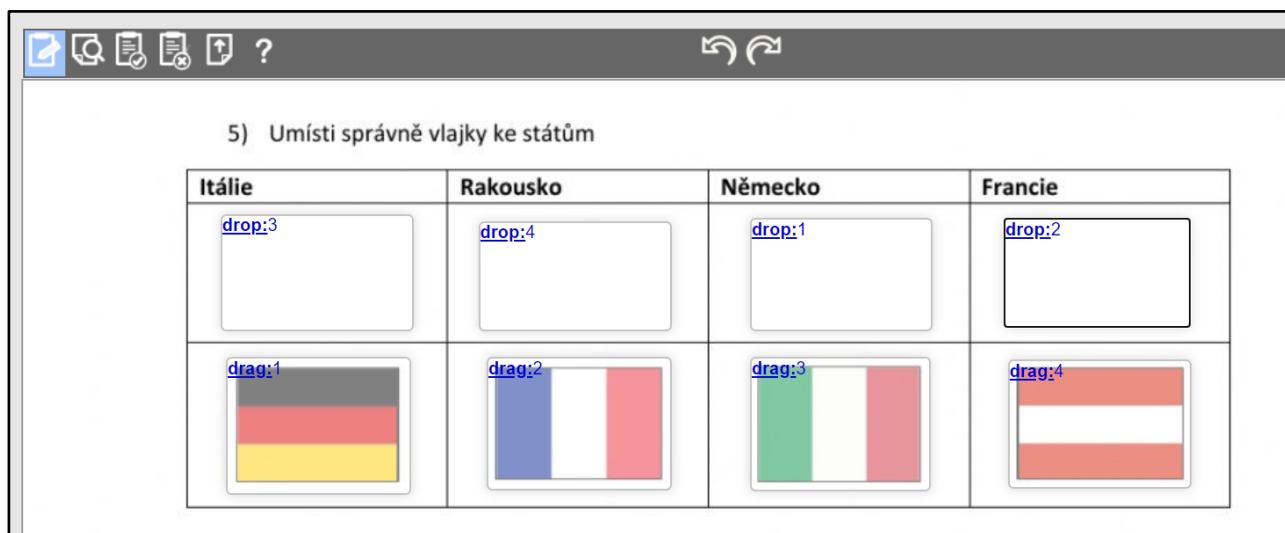 ?
5) Umísti správně vlajky ke státům
Itálie Rakousko Německo Francie
drop:3 drop:4 drop:1 drop:2
drag:1 drag:2 drag:3 drag:4